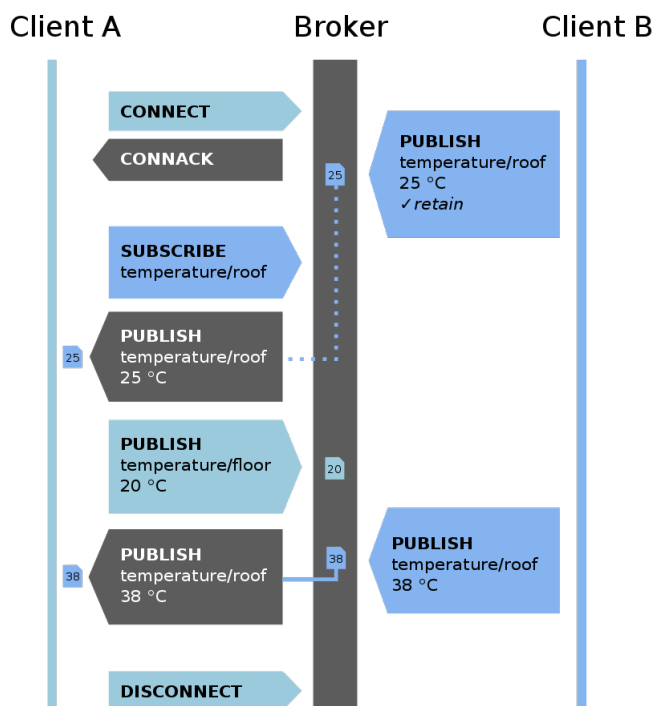 Client A
Broker
Client B
CONNECT
CONNACK
PUBLISH
temperature/roof
25 °C
✓retain
25
SUBSCRIBE
temperature/roof
PUBLISH
temperature/roof
25 °C
25
PUBLISH
temperature/floor
20 °C
20
PUBLISH
temperature/roof
38 °C
38
PUBLISH
temperature/roof
38 °C
38
DISCONNECT